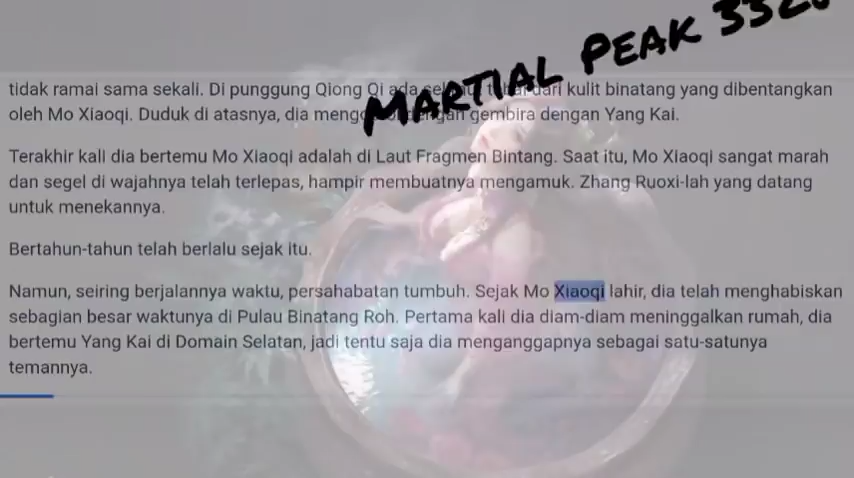 MARTIAL PEAK
tidak ramai sama sekali. Di punggung Qiong Qi ada dari kulit binatang yang dibentangkan
oleh Mo Xiaoqi. Duduk di atasnya, dia dengan gembira dengan Yang Kai.
Terakhir kali dia bertemu Mo Xiaoqi adalah di Laut Fragmen Bintang. Saat itu, Mo Xiaoqi sangat marah
dan segel di wajahnya telah terlepas, hampir membuatnya mengamuk. Zhang Ruoxi-lah yang datang
untuk menekannya.
Bertahun-tahun telah berlalu sejak itu.
Namun, seiring berjalannya waktu, persahabatan tumbuh. Sejak Mo Xiaoqi lahir, dia telah menghabiskan
sebagian besar waktunya di Pulau Binatang Roh. Pertama kali dia diam-diam meninggalkan rumah, dia
bertemu Yang Kai di Domain Selatan, jadi tentu saja dia menganggapnya sebagai satu-satunya
temannya.